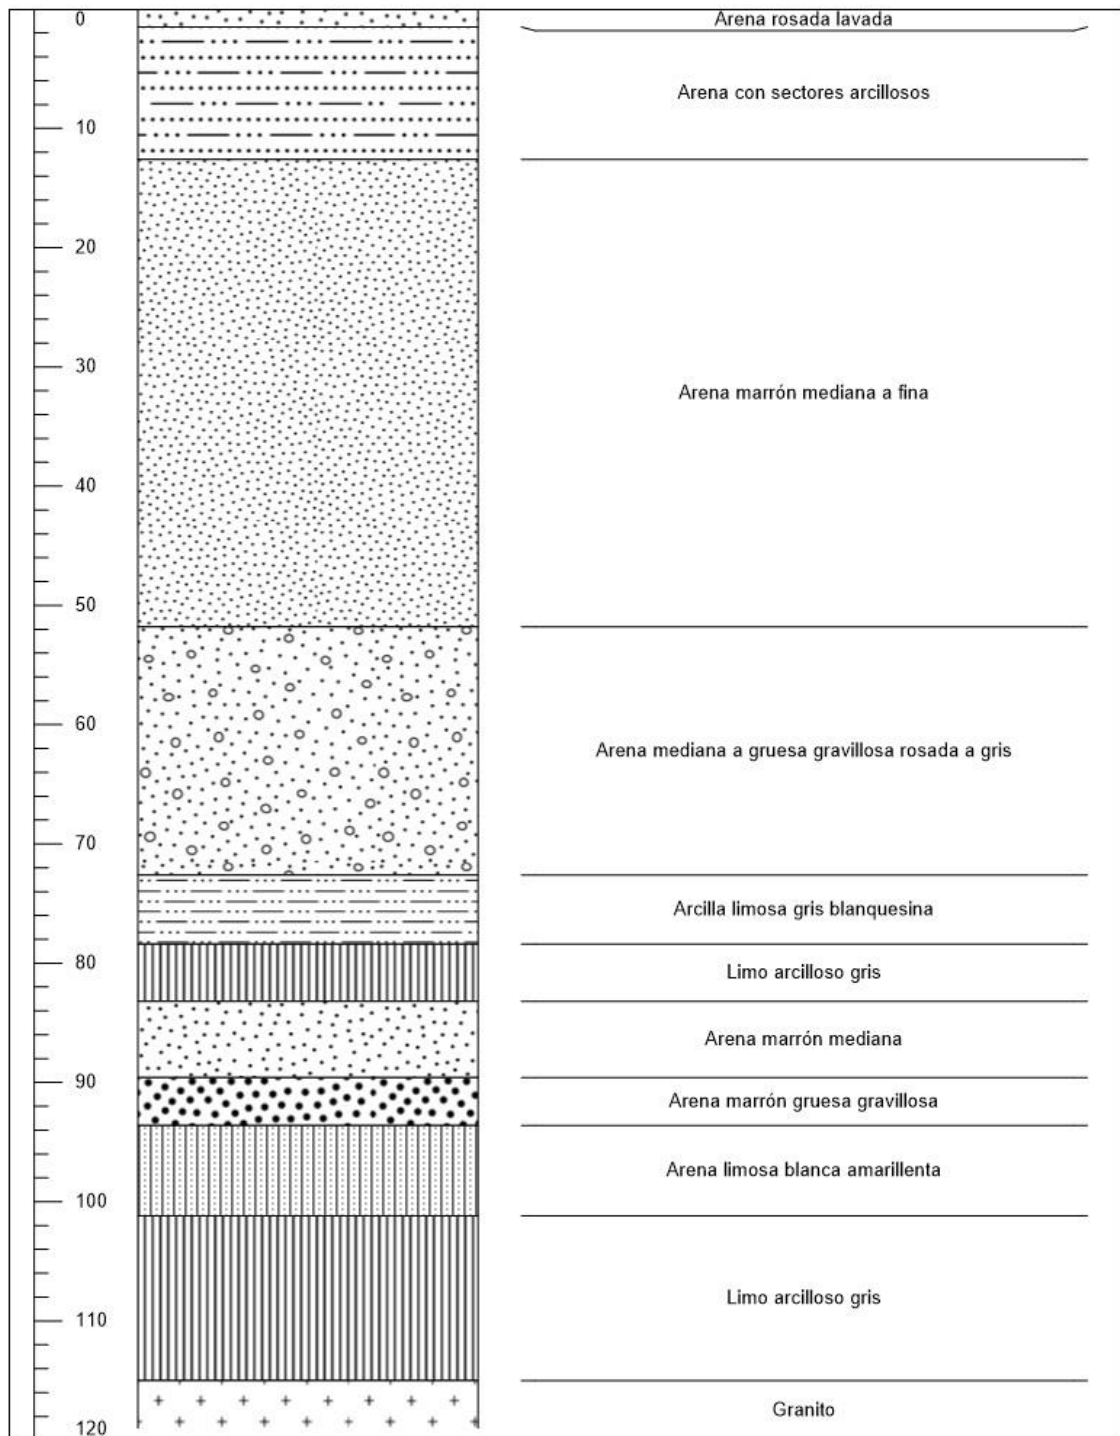 0
Arena rosada lavada
Arena con sectores arcillosos
10
20
30
Arena marrón mediana a fina
40
50
60
Arena mediana a gruesa gravillosa rosada a gris
70
Arcilla limosa gris blanquesina
80
Limo arcilloso gris
Arena marrón mediana
90
Arena marrón gruesa gravillosa
Arena limosa blanca amarillenta
100
Limo arcilloso gris
110
Granito
120